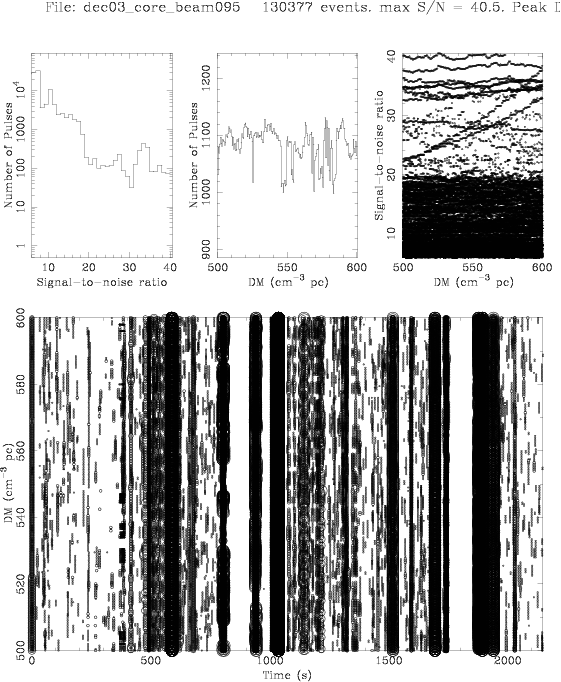 File: dec03_core_beam095 130377 events. max S/N = 40.5. Peak D
Number of Pulses
1 10 100 1000 10^4
10 20 30 40
Signal-to-noise ratio
Number of Pulses
900 1000 1100 1200
500 550 600
DM (cm^-3 pc)
Signal-to-noise ratio
10 20 30 40
500 550 600
DM (cm^-3 pc)
DM (cm^-3 pc)
500 520 540 560 580 600
0 500 1000 1500 2000
Time (s)